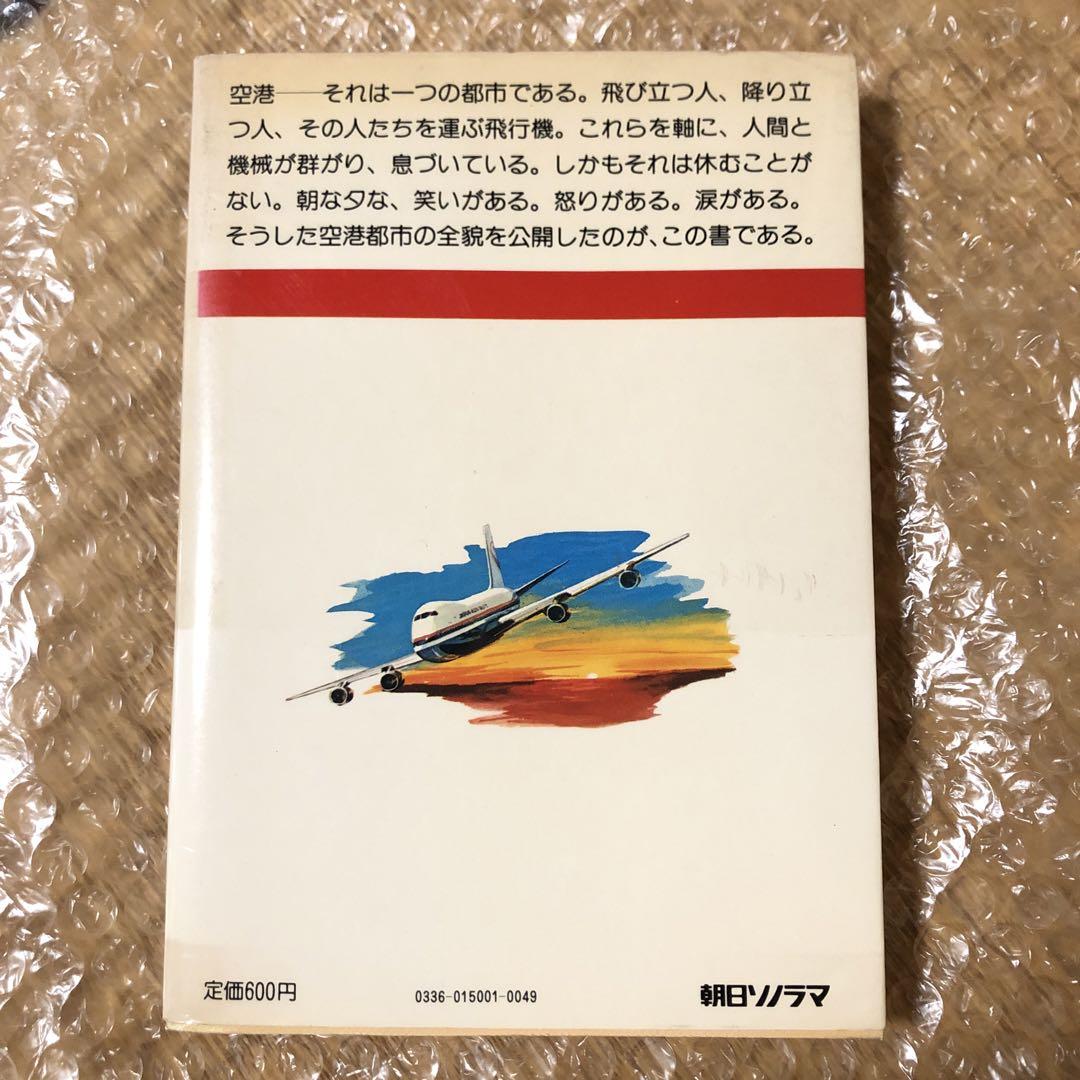 空港――それは一つの都市である。飛び立つ人、降り立
つ人、その人たちを運ぶ飛行機。これらを軸に、人間と
機械が群がり、息づいている。しかもそれは休むことが
ない。朝な夕な、笑いがある。怒りがある。涙がある。
そうした空港都市の全貌を公開したのが、この書である。
定価600円
0336-015001-0049
朝日ソノラマ